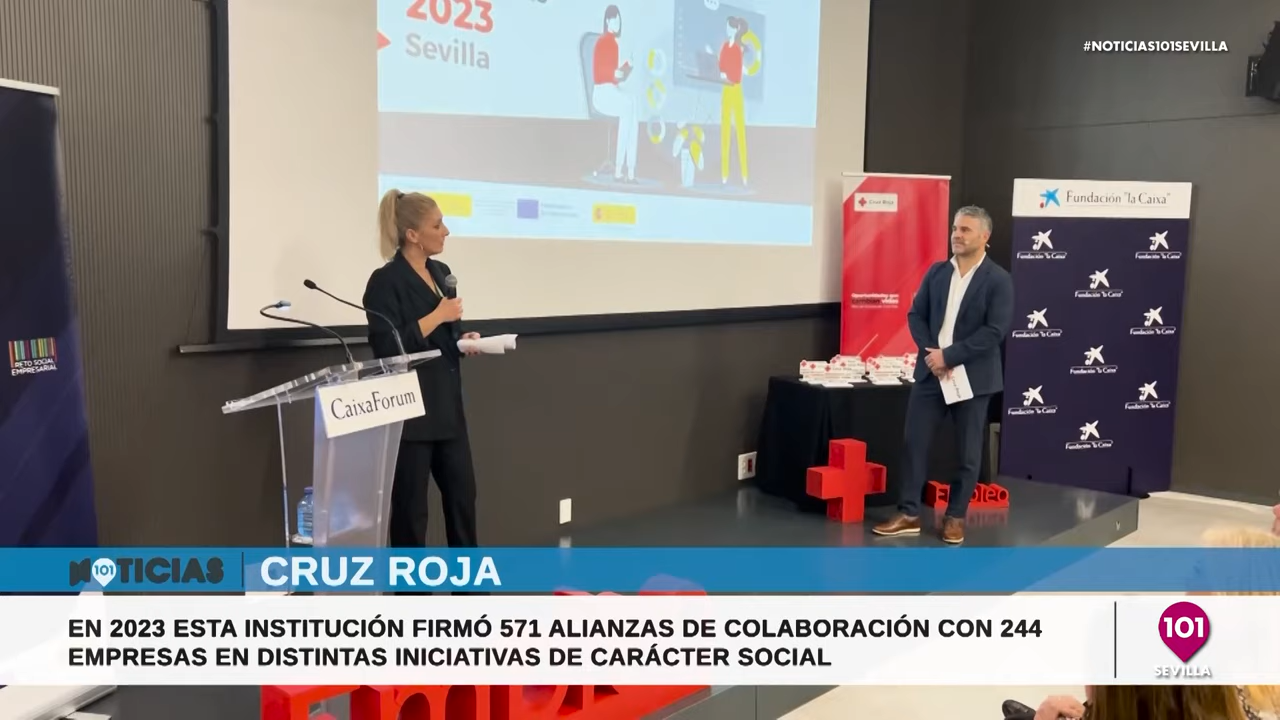 2023
Sevilla
#NOTICIAS101SEVILLA
Cruz Roja
Fundación "la Caixa"
Fundación "la Caixa"
Fundación "la Caixa"
Fundación "la Caixa"
Fundación "la Caixa"
Fundación "la Caixa"
Fundación "la Caixa"
Fundación "la Caixa"
Fundación "la Caixa"
Fundación "la Caixa"
RETO SOCIAL
EMPRESARIAL
CaixaForum
Empleo
NOTICIAS 101
CRUZ ROJA
EN 2023 ESTA INSTITUCIÓN FIRMÓ 571 ALIANZAS DE COLABORACIÓN CON 244
EMPRESAS EN DISTINTAS INICIATIVAS DE CARÁCTER SOCIAL
101
SEVILLA